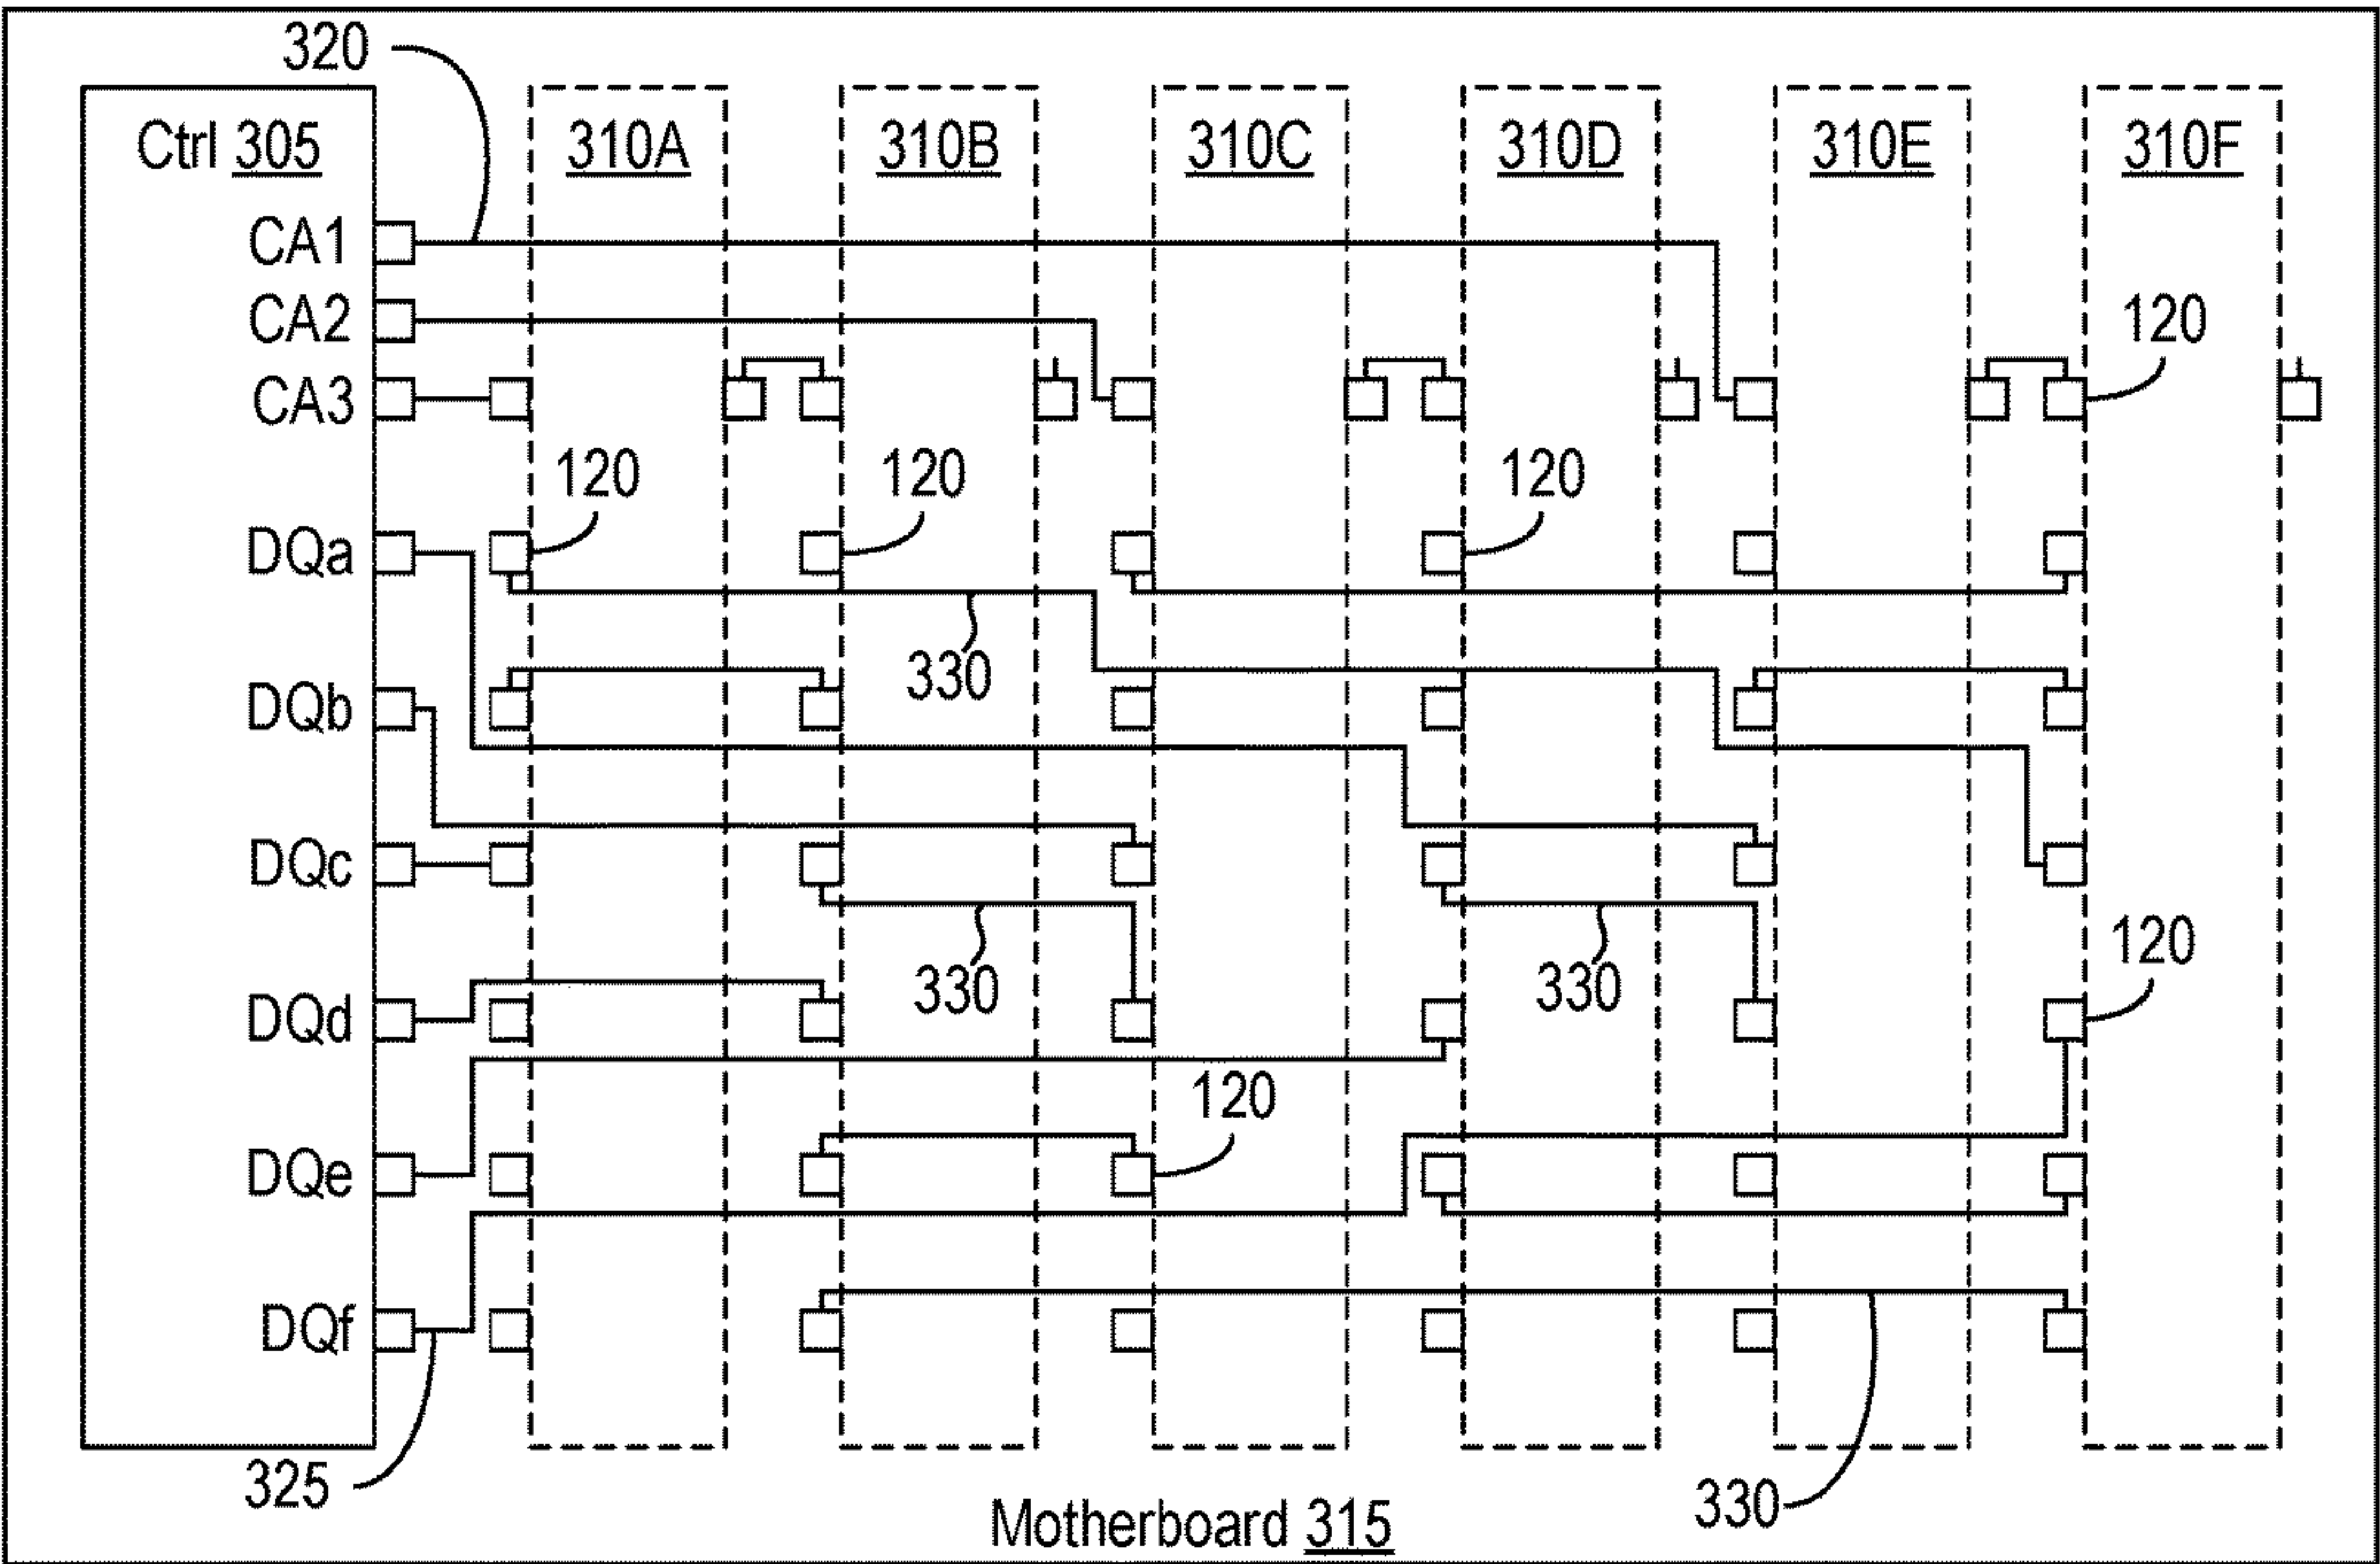 320
Ctrl 305
310A
310B
310C
310D
310E
310F
CA1
CA2
120
CA3
120
120
120
DQa
330
DQb
DQc
120
330
330
DQd
120
DQe
DQf
325
330
Motherboard 315